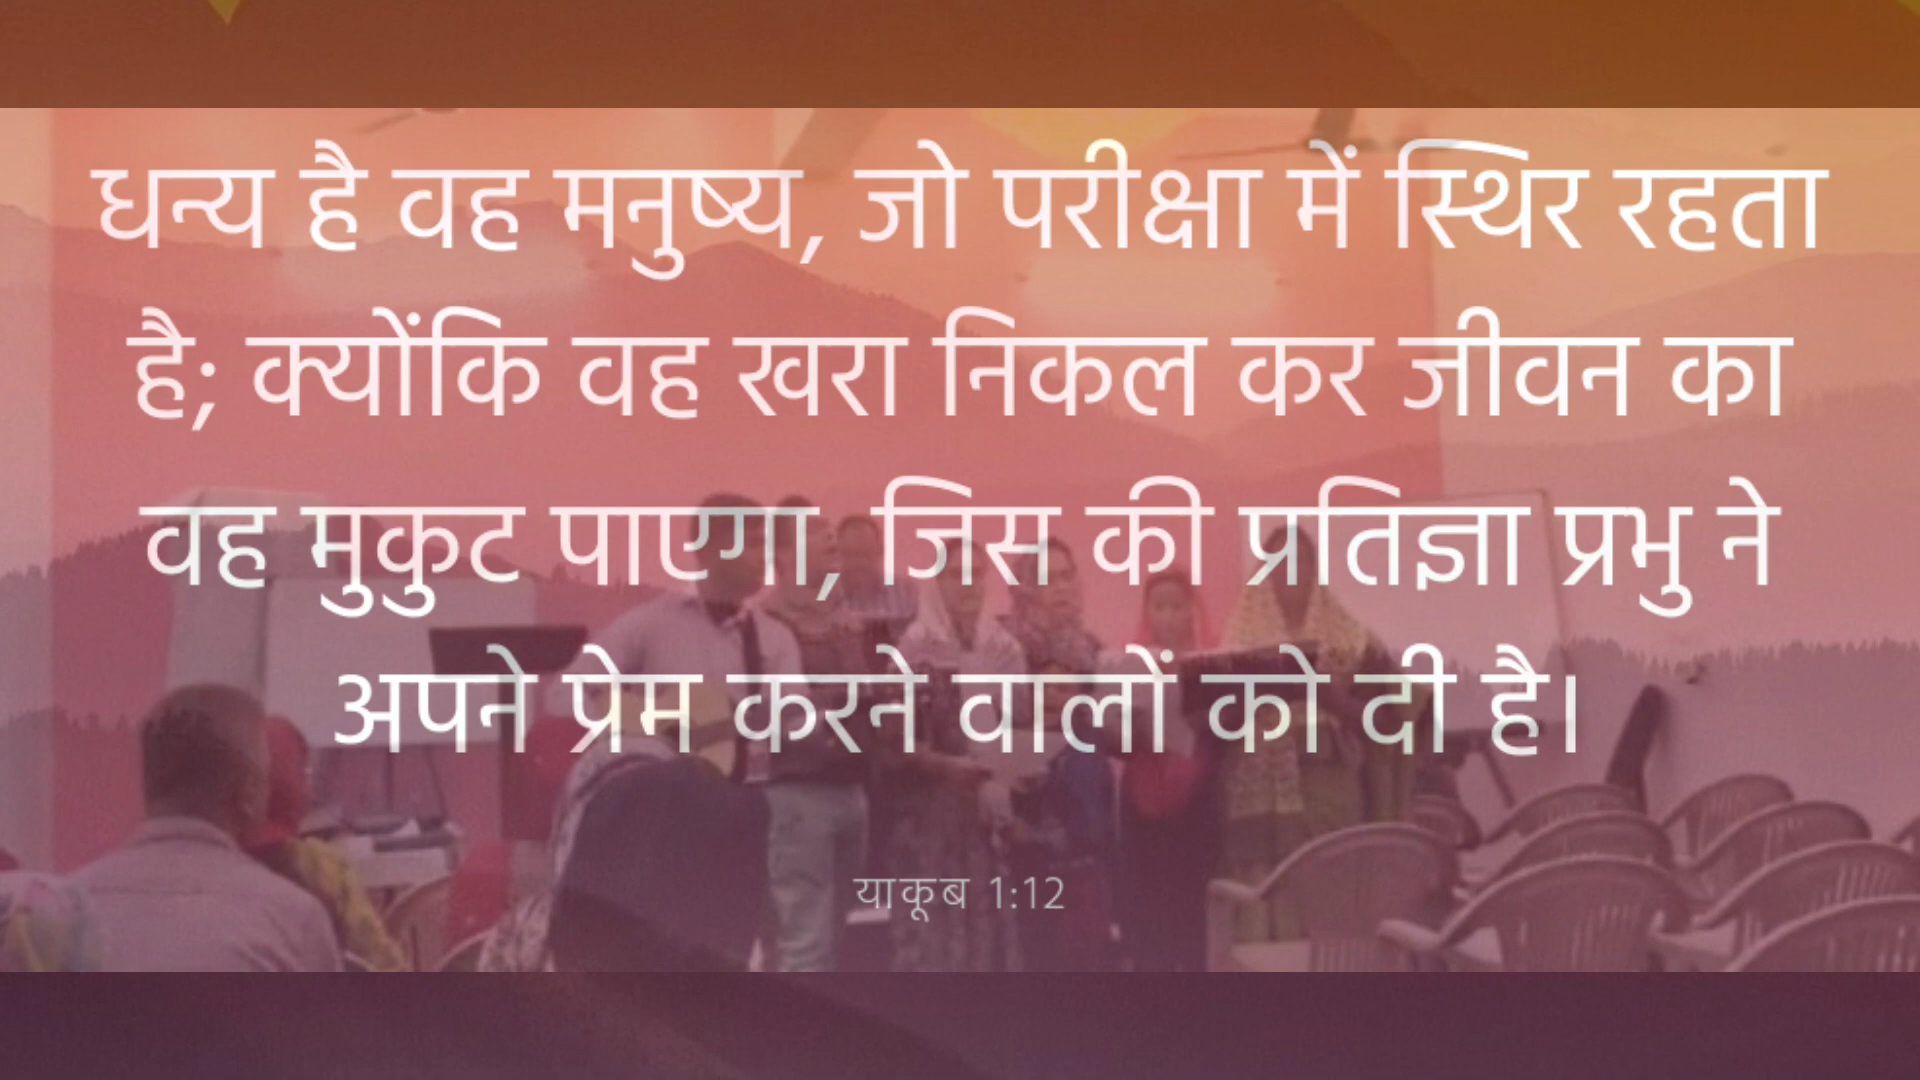 धन्य है वह मनुष्य, जो परीक्षा में स्थिर रहता
है; क्योंकि वह खरा निकल कर जीवन का
वह मुकुट पाएगा, जिस की प्रतिज्ञा प्रभु ने
अपने प्रेम करने वालों को दी है।
याकूब 1:12